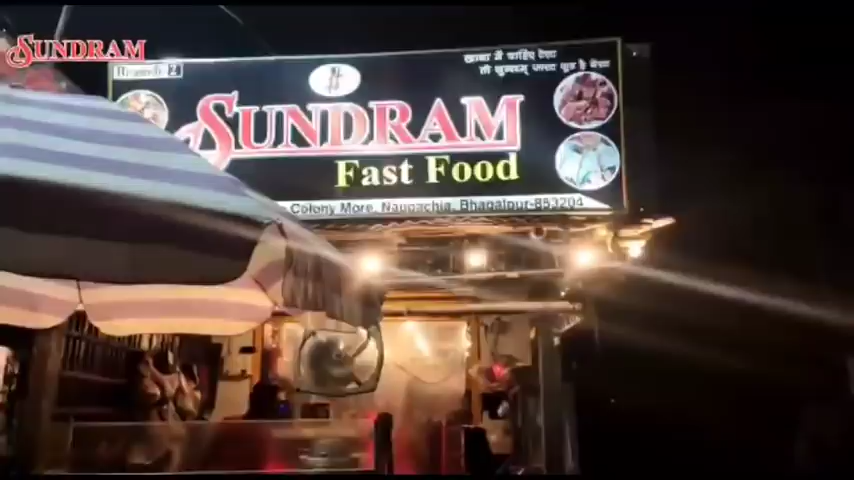 SUNDRAM
Branch-2
खाना में चाहिए टेस्ट
SUNDRAM
Fast Food
Colony More, Naugachia, Bhagalpur-853204